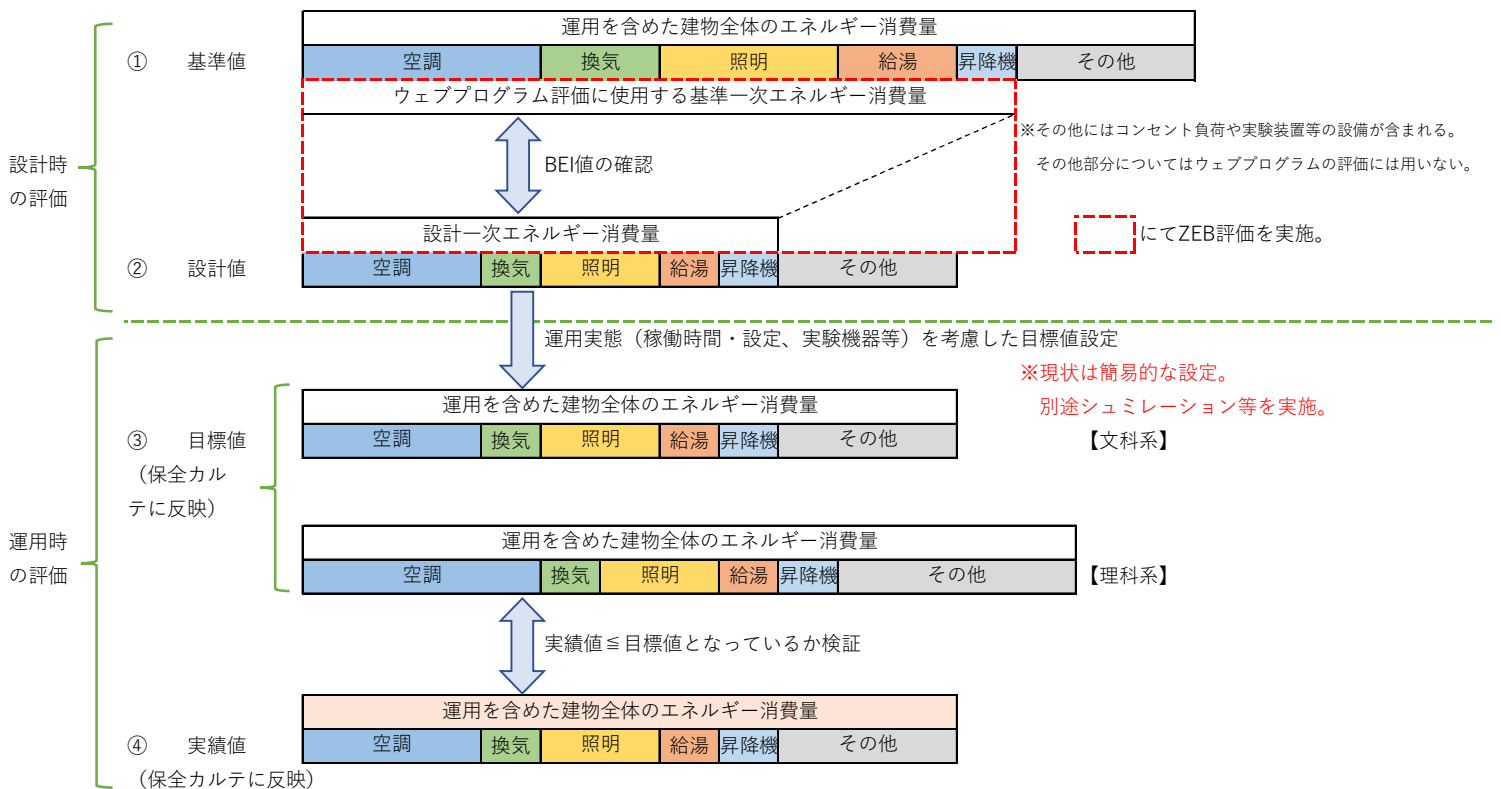 運用を含めた建物全体のエネルギー消費量
① 基準値
空調 換気 照明 給湯 昇降機 その他
ウェブプログラム評価に使用する基準一次エネルギー消費量
※その他にはコンセント負荷や実験装置等の設備が含まれる。
その他部分についてはウェブプログラムの評価には用いない。
BEI値の確認
設計時
の評価
設計一次エネルギー消費量
にてZEB評価を実施。
② 設計値
空調 換気 照明 給湯 昇降機 その他
運用実態（稼働時間・設定、実験機器等）を考慮した目標値設定
※現状は簡易的な設定。
別途シュミレーション等を実施。
運用を含めた建物全体のエネルギー消費量
③ 目標値
（保全カル
テに反映）
空調 換気 照明 給湯 昇降機 その他
【文科系】
運用時
の評価
運用を含めた建物全体のエネルギー消費量
空調 換気 照明 給湯 昇降機 その他
【理科系】
実績値≦目標値となっているか検証
運用を含めた建物全体のエネルギー消費量
④ 実績値
空調 換気 照明 給湯 昇降機 その他
（保全カルテに反映）